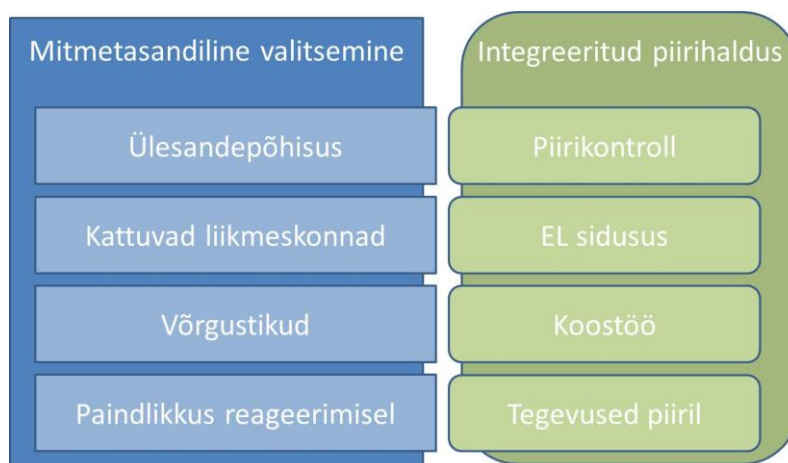 Mitmetasandiline valitsemine
Integreeritud piirihaldus
Ülesandepõhisus
Piirikontroll
Kattuvad liikmeskonnad
EL sidusus
Võrgustikud
Koostöö
Paindlikkus reageerimisel
Tegevused piiril